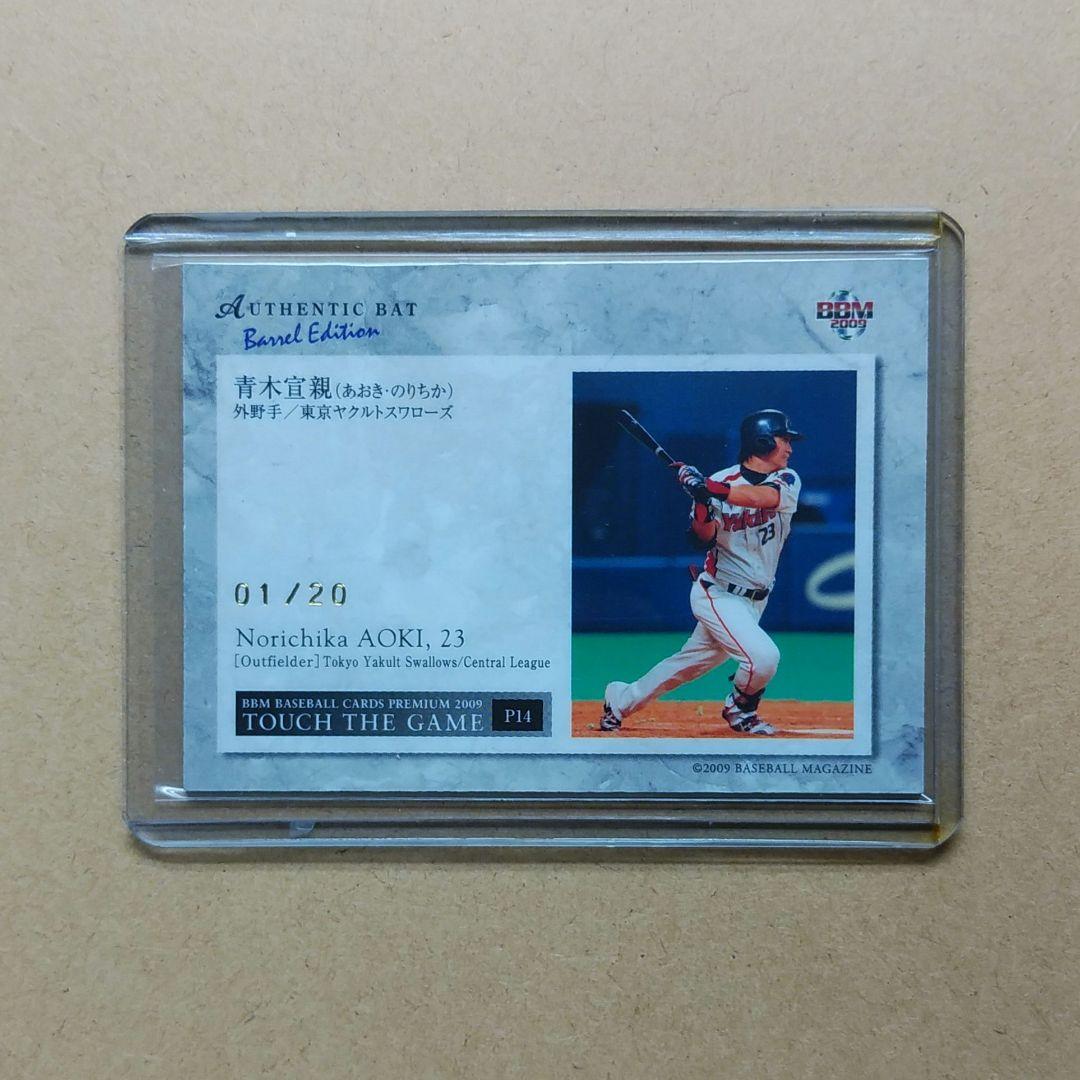 AUTHENTIC BAT
Barrel Edition
BBM
2009
青木宣親(あおき・のりちか)
外野手／東京ヤクルトスワローズ
01/20
Norichika AOKI, 23
[Outfielder] Tokyo Yakult Swallows/Central League
BBM BASEBALL CARDS PREMIUM 2009
TOUCH THE GAME
P14
Yakult
23
©2009 BASEBALL MAGAZINE